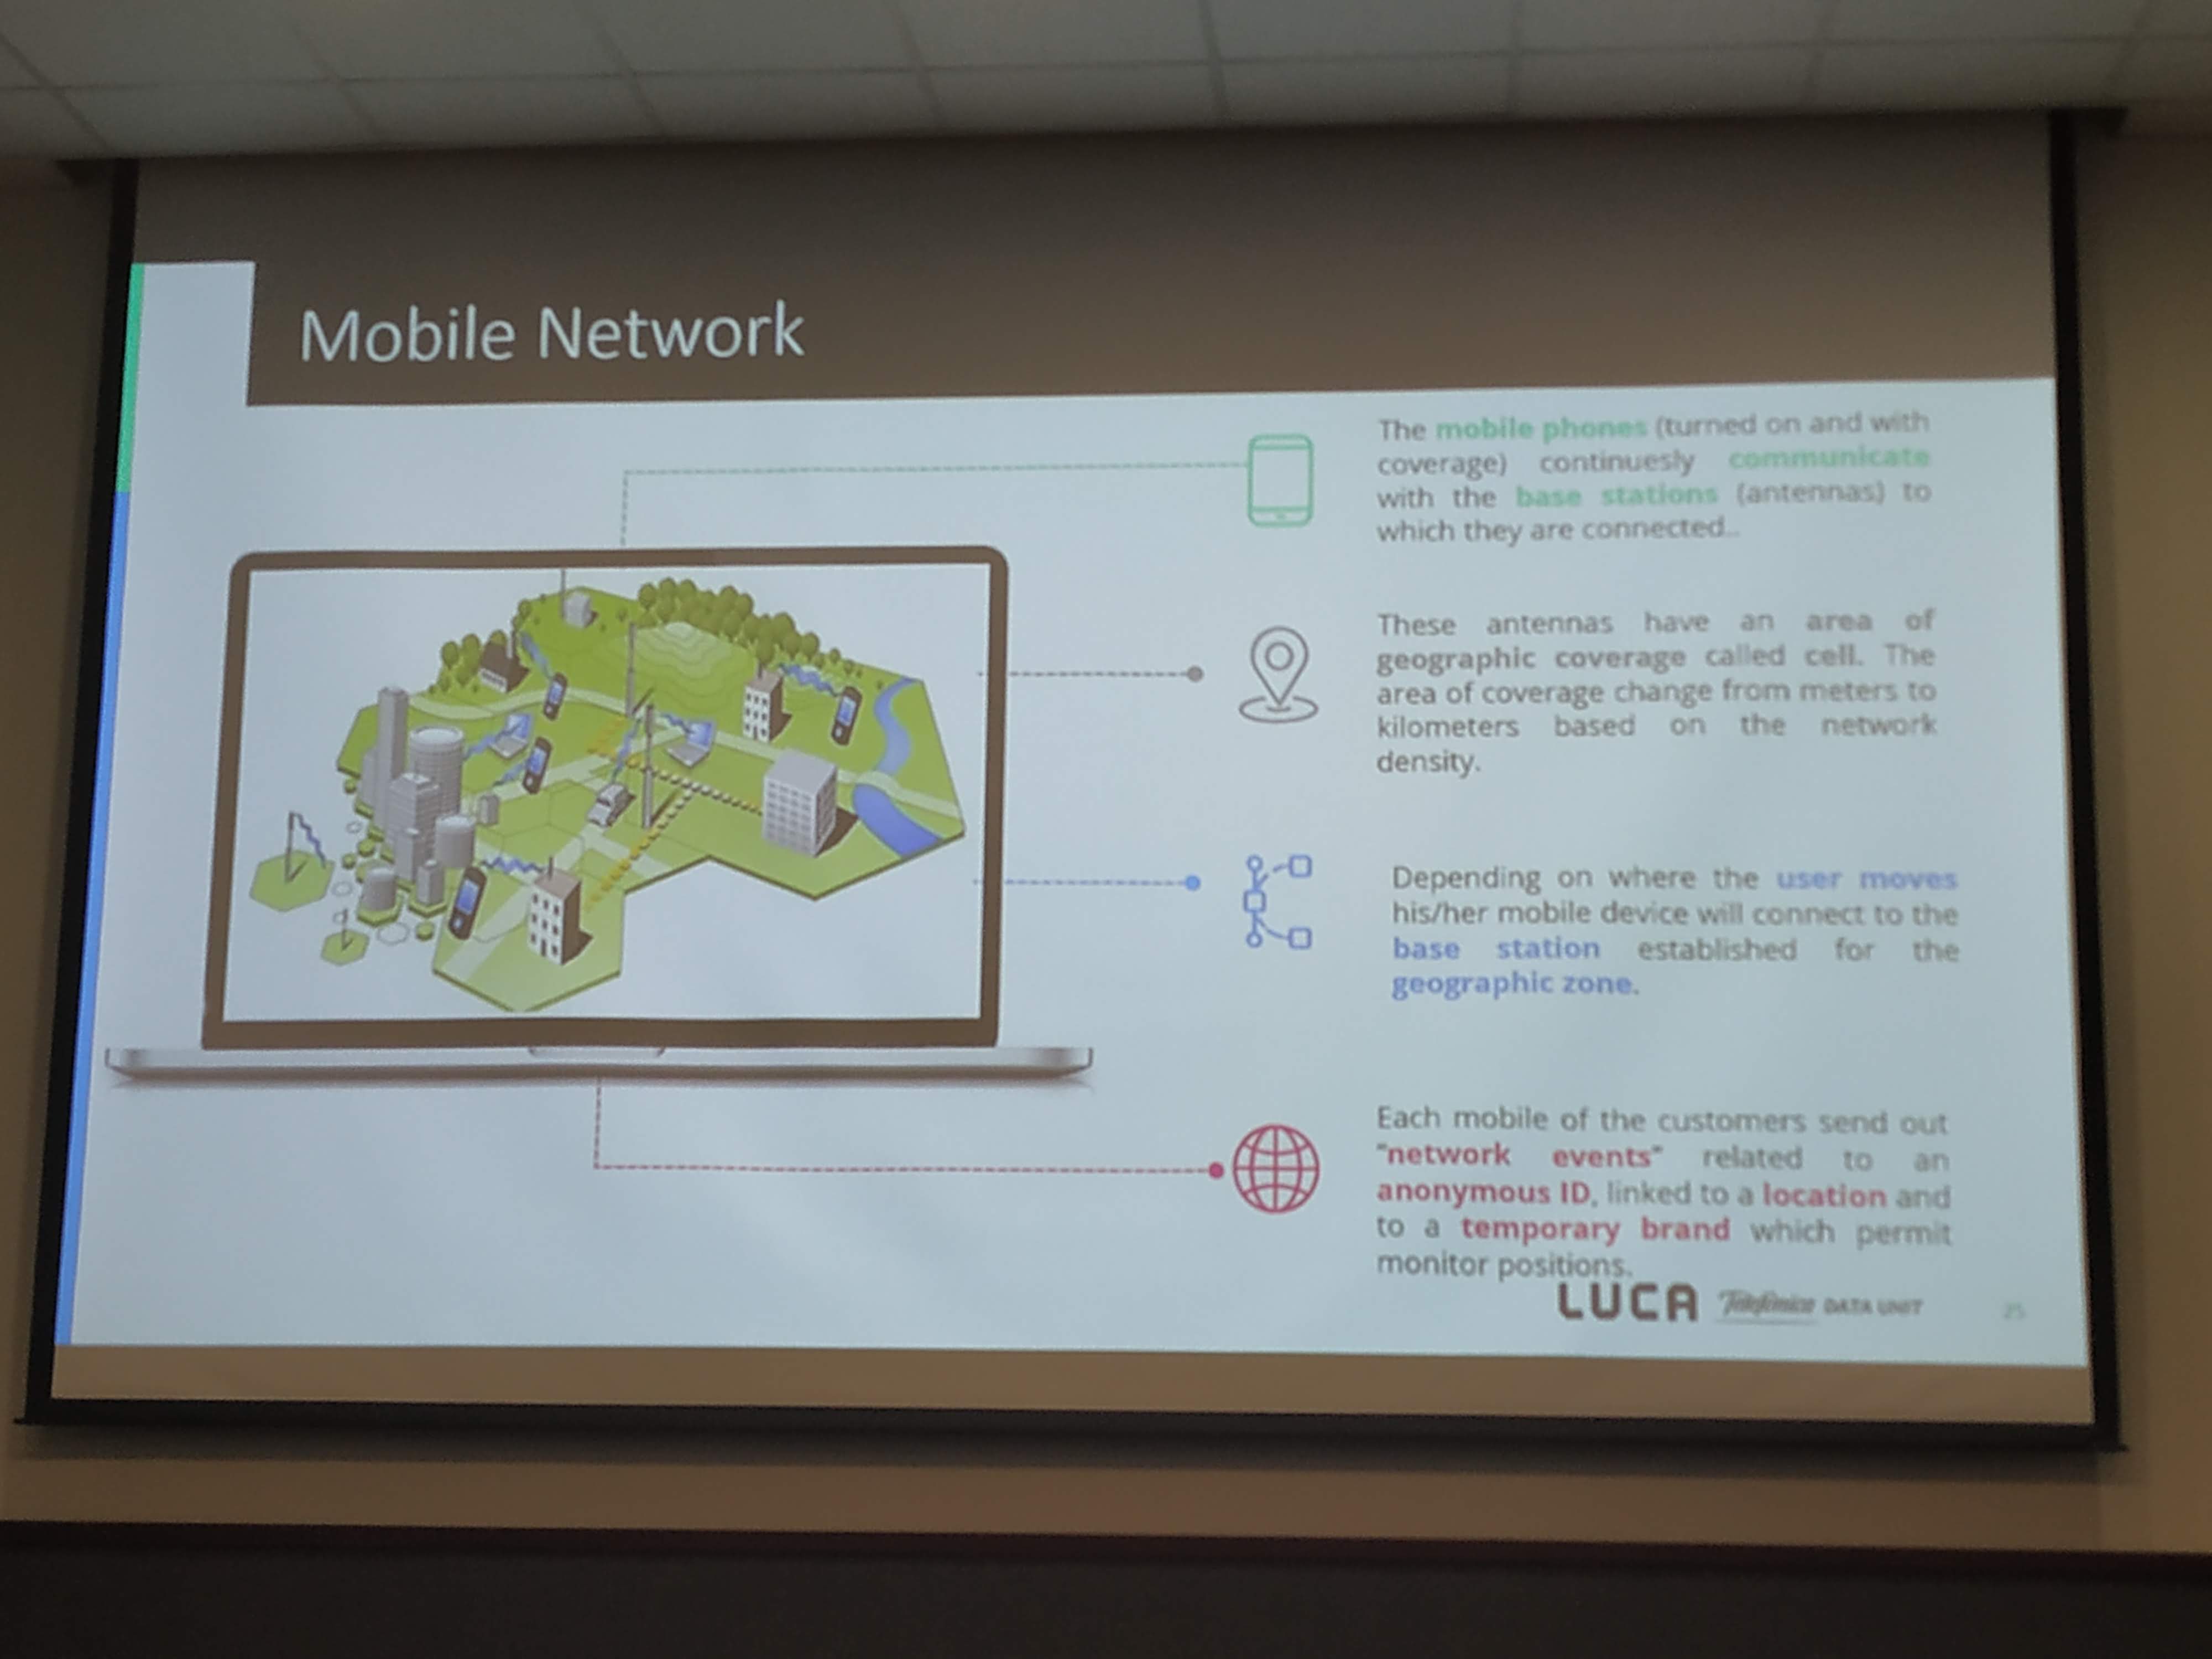 Mobile Network
The mobile phones (turned on and with
coverage) continuesly communicate
with the base stations (antennas) to
which they are connected..
These antennas have an area of
geographic coverage called cell. The
area of coverage change from meters to
kilometers based on the network
density.
Depending on where the user moves
his/her mobile device will connect to the
base station established for the
geographic zone.
Each mobile of the customers send out
"network events" related to an
anonymous ID, linked to a location and
to a temporary brand which permit
monitor positions.
LUCA Telefónica DATA UNIT
25